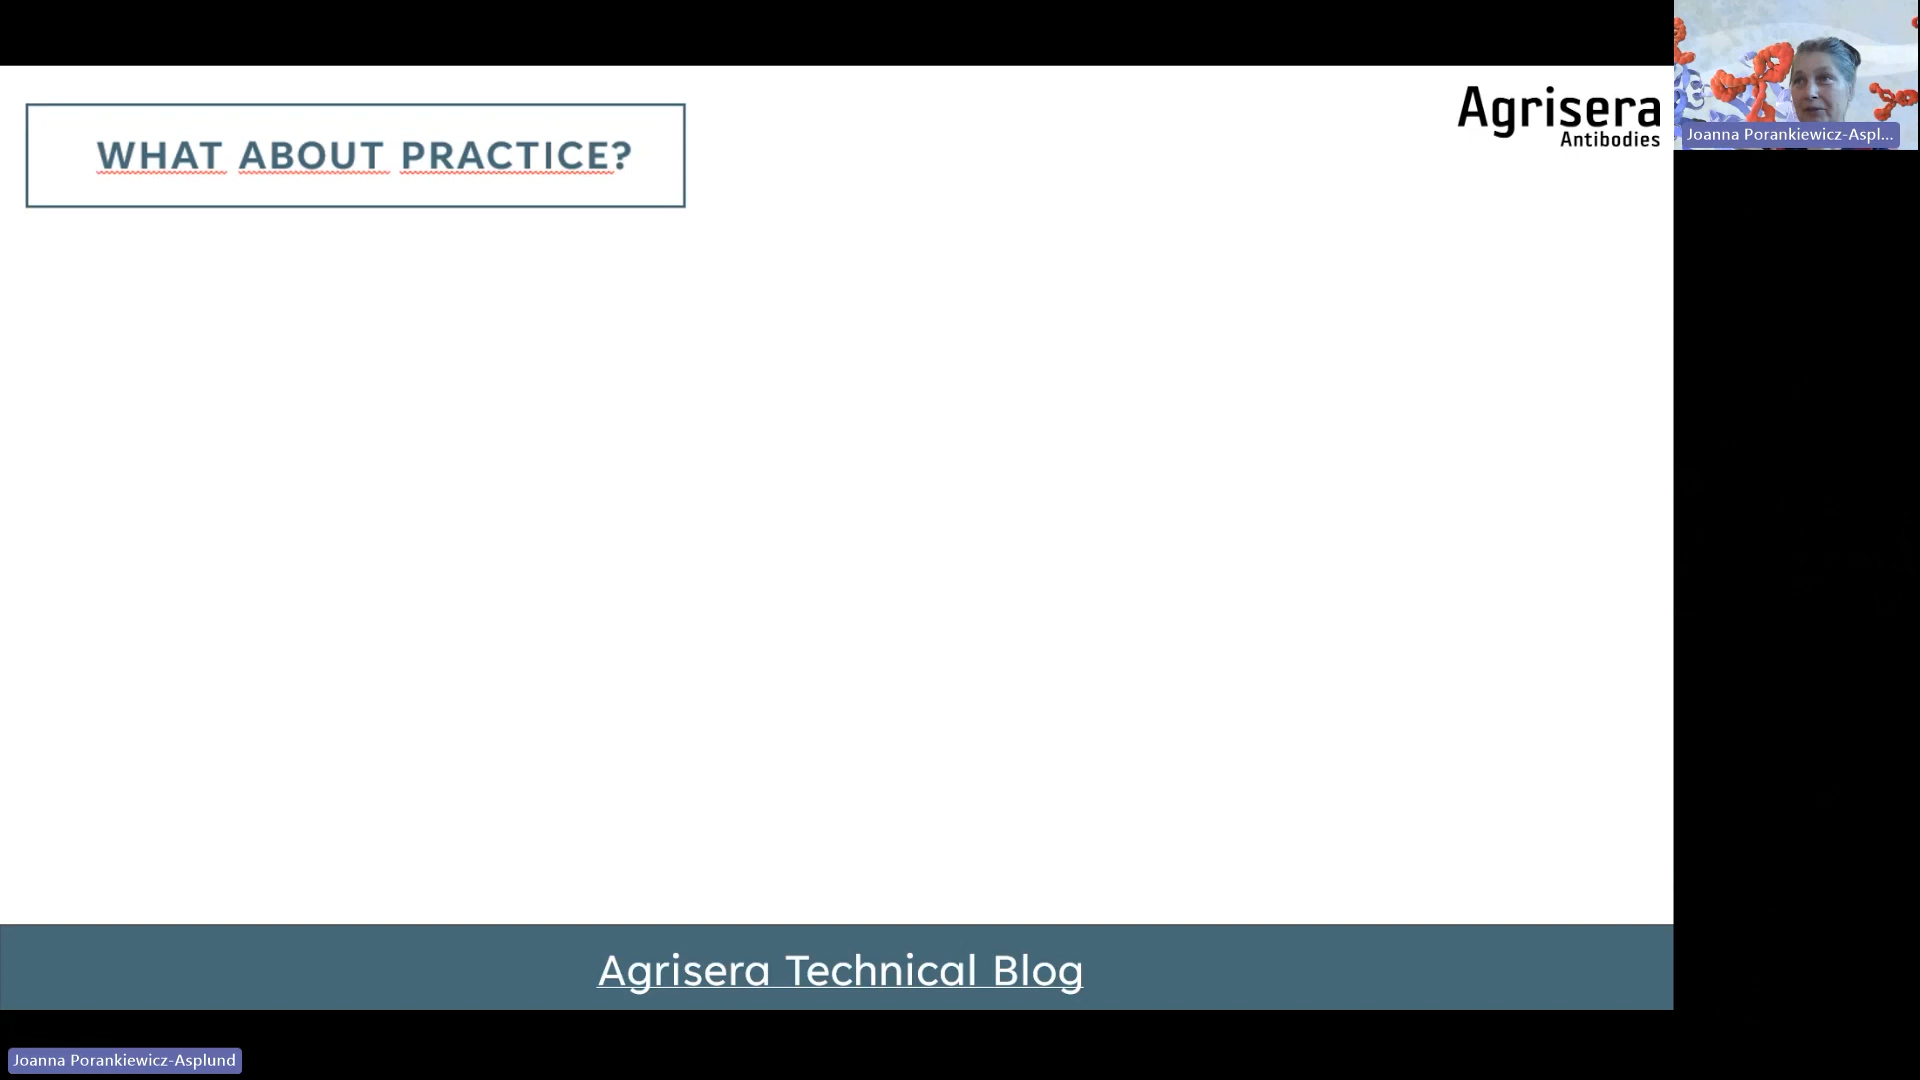 WHAT ABOUT PRACTICE?
Agrisera
Antibodies
Joanna Porankiewicz-Aspl...
Agrisera Technical Blog
Joanna Porankiewicz-Asplund